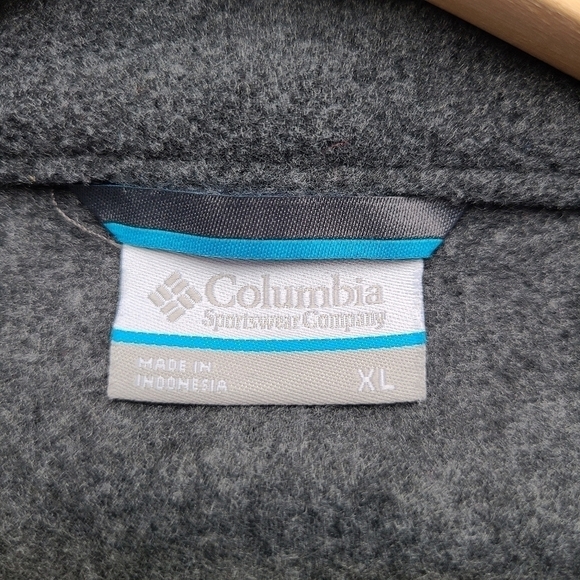 Columbia
Sportswear Company
MADE IN
INDONESIA
XL